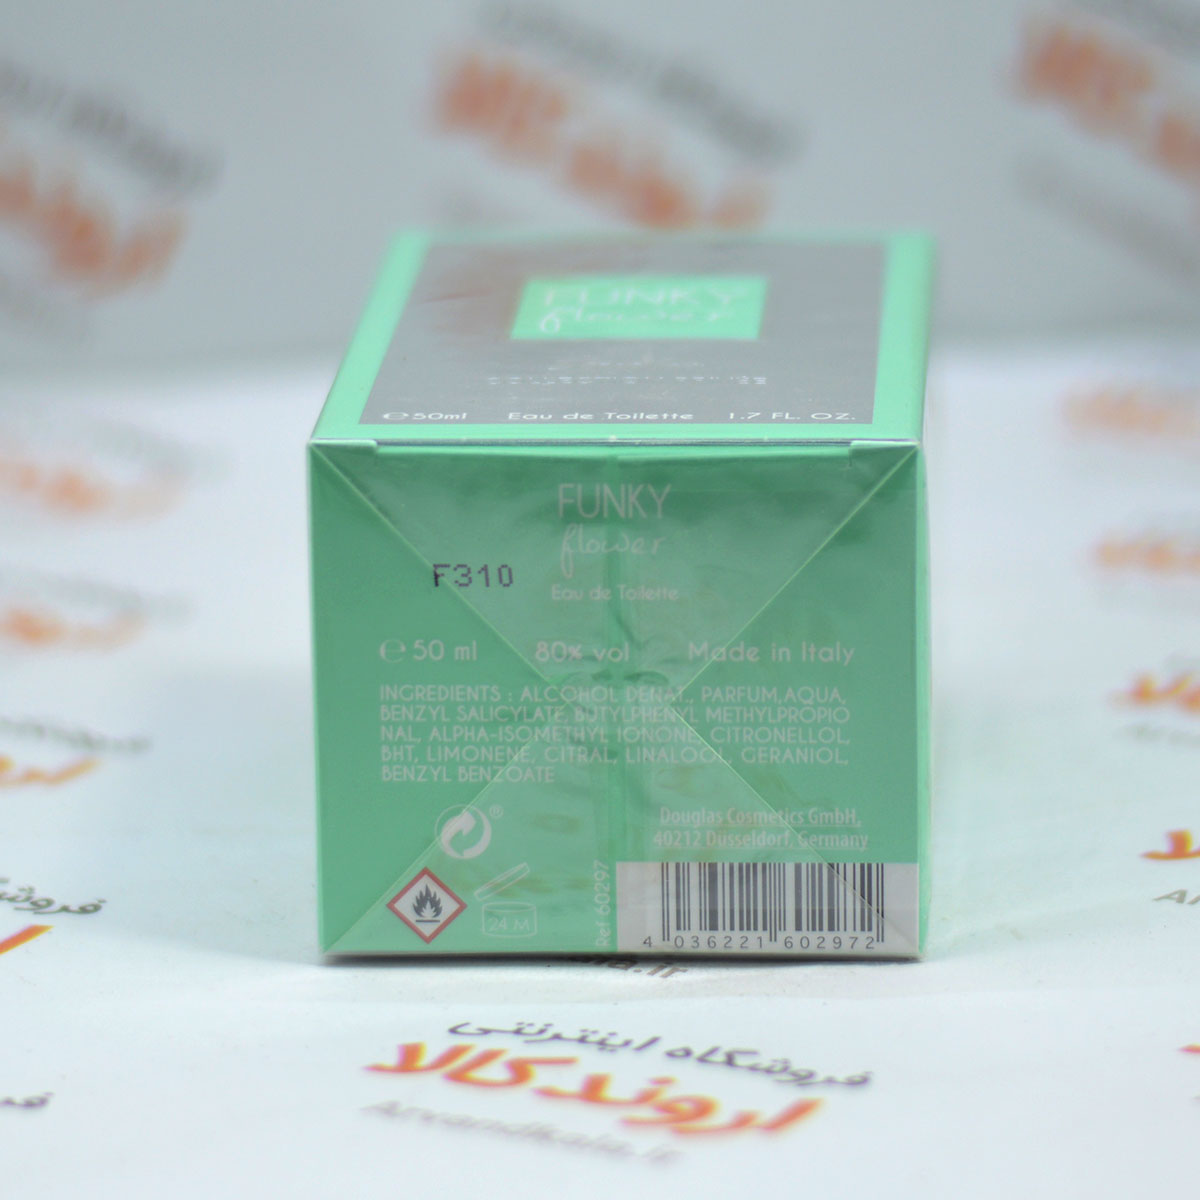 FUNKY
flower
℮50ml Eau de Toilette 1.7 FL. OZ.
FUNKY
flower
F310
Eau de Toilette
℮ 50 ml 80% vol Made in Italy
INGREDIENTS : ALCOHOL DENAT., PARFUM,AQUA,
BENZYL SALICYLATE, BUTYLPHENYL METHYLPROPIO
NAL, ALPHA-ISOMETHYL IONONE, CITRONELLOL,
BHT, LIMONENE, CITRAL, LINALOOL, GERANIOL,
BENZYL BENZOATE
Douglas Cosmetics GmbH,
40212 Düsseldorf, Germany
24 M
Ref 60297
4 036221 602972
فروشگاه اینترنتی
اروند کالا
Arvandkala.ir